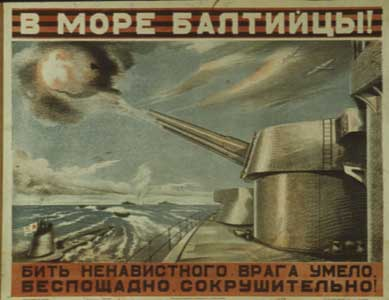 В МОРЕ БАЛТИЙЦЫ!
БИТЬ НЕНАВИСТНОГО ВРАГА УМЕЛО,
БЕСПОЩАДНО, СОКРУШИТЕЛЬНО!